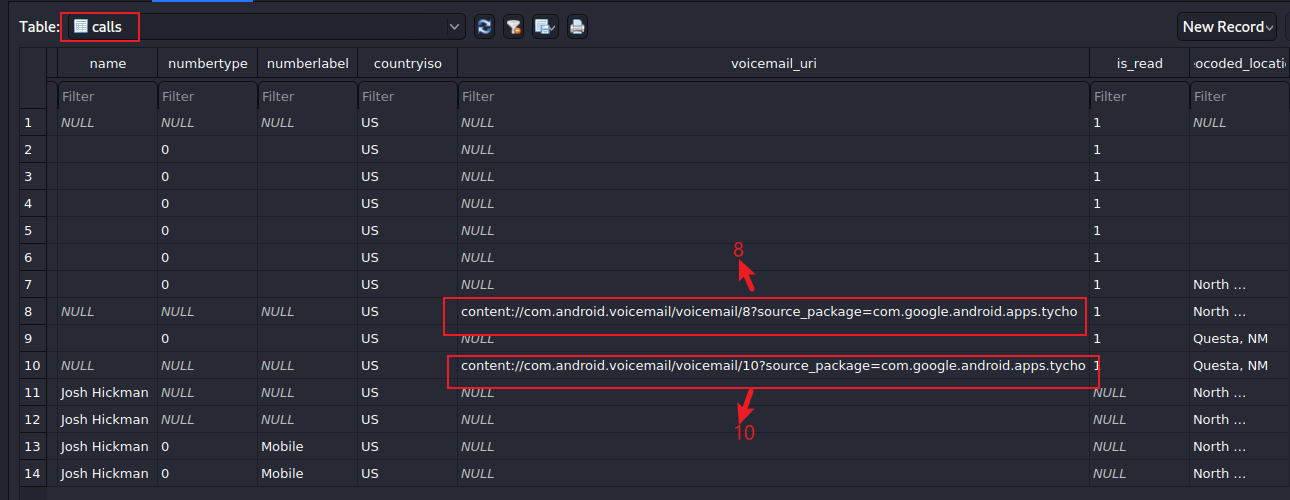 Table: calls New Record
name numbertype numberlabel countryiso voicemail_uri is_read eocoded_locati
Filter Filter Filter Filter Filter Filter Filter
1 NULL NULL NULL US NULL 1 NULL
2 0 US NULL 1
3 0 US NULL 1
4 0 US NULL 1
5 0 US NULL 1
6 0 US NULL 1
8
7 0 US NULL 1 North ...
8 NULL NULL NULL US content://com.android.voicemail/voicemail/8?source_package=com.google.android.apps.tycho 1 North ...
9 0 US NULL 1 Questa, NM
10 NULL NULL NULL US content://com.android.voicemail/voicemail/10?source_package=com.google.android.apps.tycho 1 Questa, NM
11 Josh Hickman NULL NULL US NULL NULL North ...
12 Josh Hickman NULL NULL US NULL NULL North ...
10
13 Josh Hickman 0 Mobile US NULL NULL North ...
14 Josh Hickman 0 Mobile US NULL NULL North ...